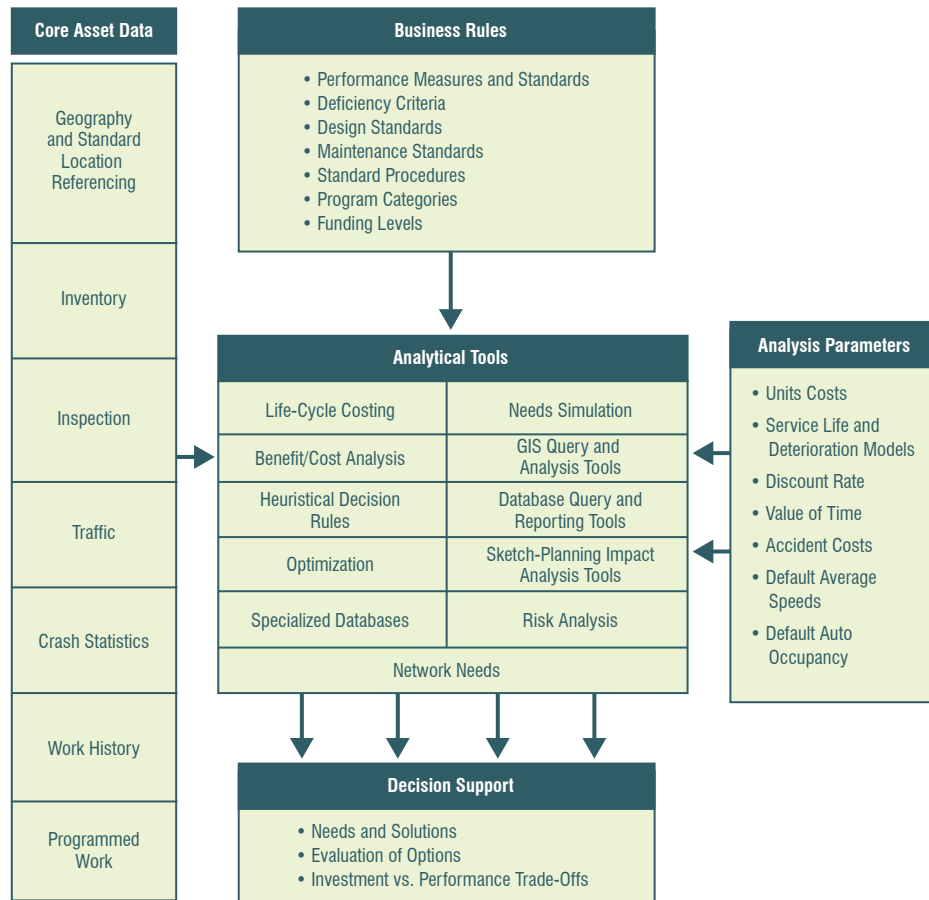 Core Asset Data
Geography
and Standard
Location
Referencing
Inventory
Inspection
Traffic
Crash Statistics
Work History
Programmed
Work
Business Rules
• Performance Measures and Standards
• Deficiency Criteria
• Design Standards
• Maintenance Standards
• Standard Procedures
• Program Categories
• Funding Levels
Analytical Tools
Life-Cycle Costing
Needs Simulation
Benefit/Cost Analysis
GIS Query and
Analysis Tools
Heuristical Decision
Rules
Database Query and
Reporting Tools
Optimization
Sketch-Planning Impact
Analysis Tools
Specialized Databases
Risk Analysis
Network Needs
Analysis Parameters
• Units Costs
• Service Life and
Deterioration Models
• Discount Rate
• Value of Time
• Accident Costs
• Default Average
Speeds
• Default Auto
Occupancy
Decision Support
• Needs and Solutions
• Evaluation of Options
• Investment vs. Performance Trade-Offs